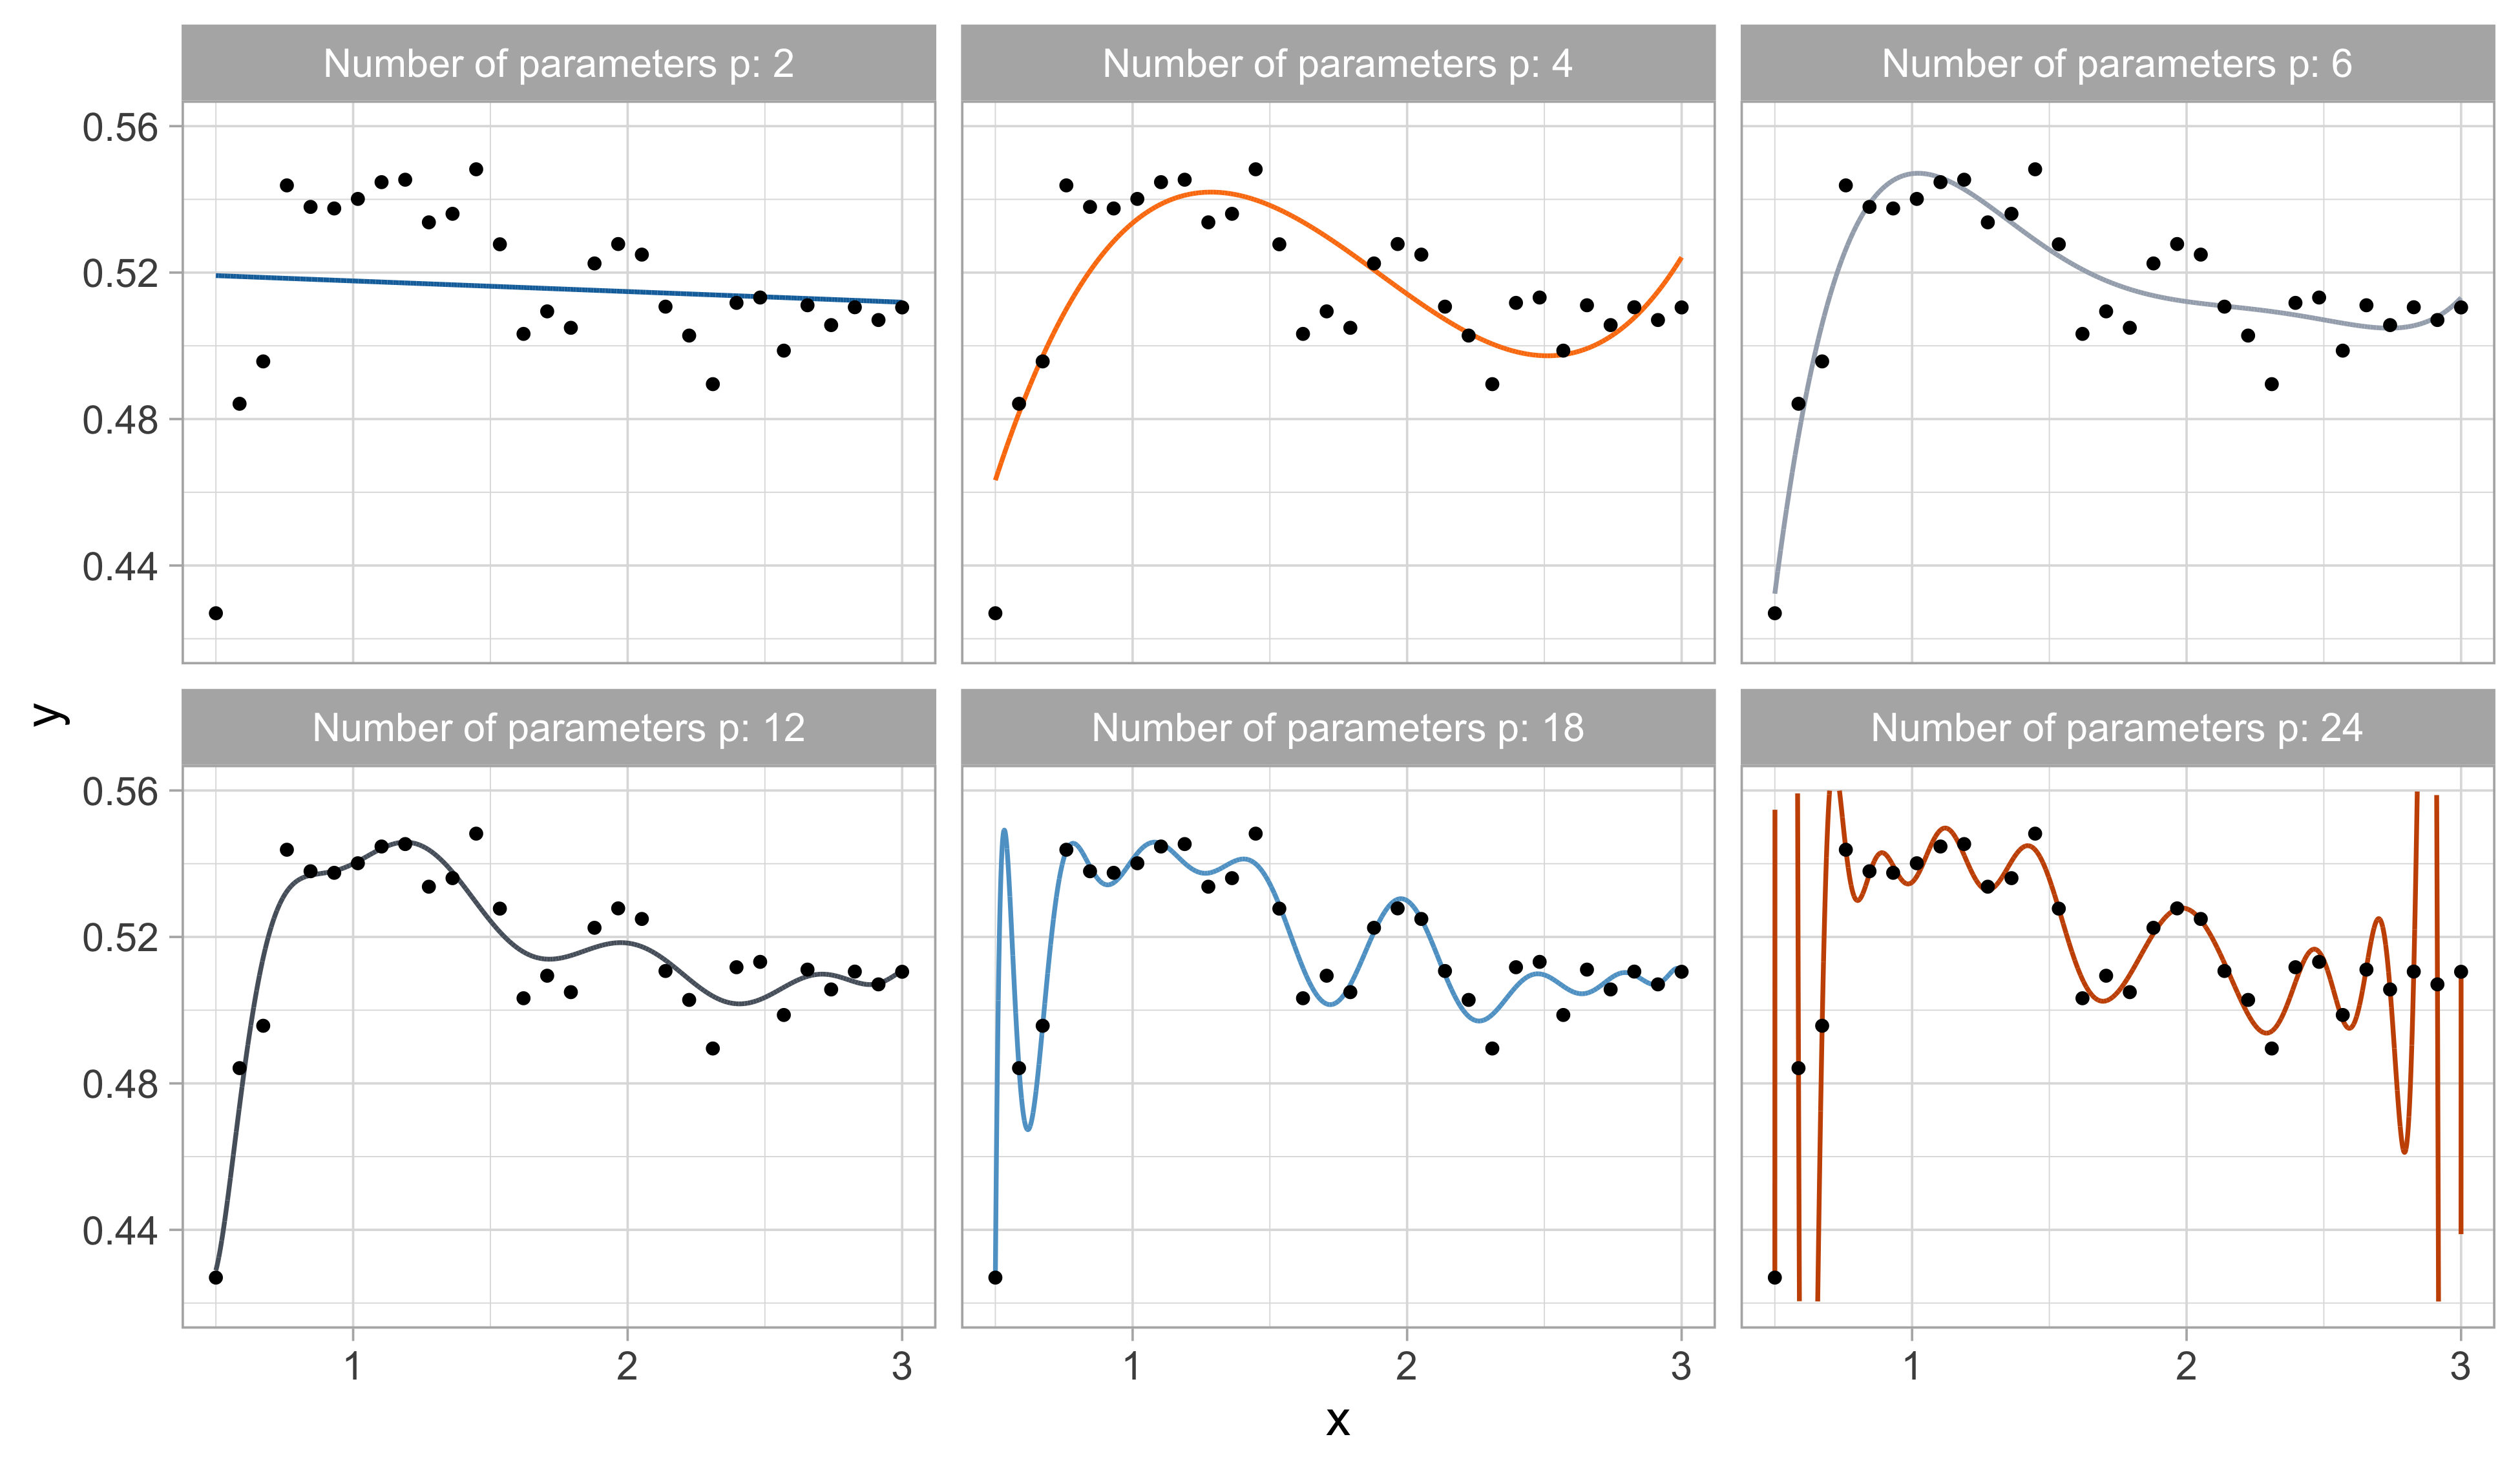 Number of parameters p: 2
Number of parameters p: 4
Number of parameters p: 6
0.56
0.52
0.48
0.44
y
Number of parameters p: 12
Number of parameters p: 18
Number of parameters p: 24
0.56
0.52
0.48
0.44
1 2 3
1 2 3
1 2 3
x